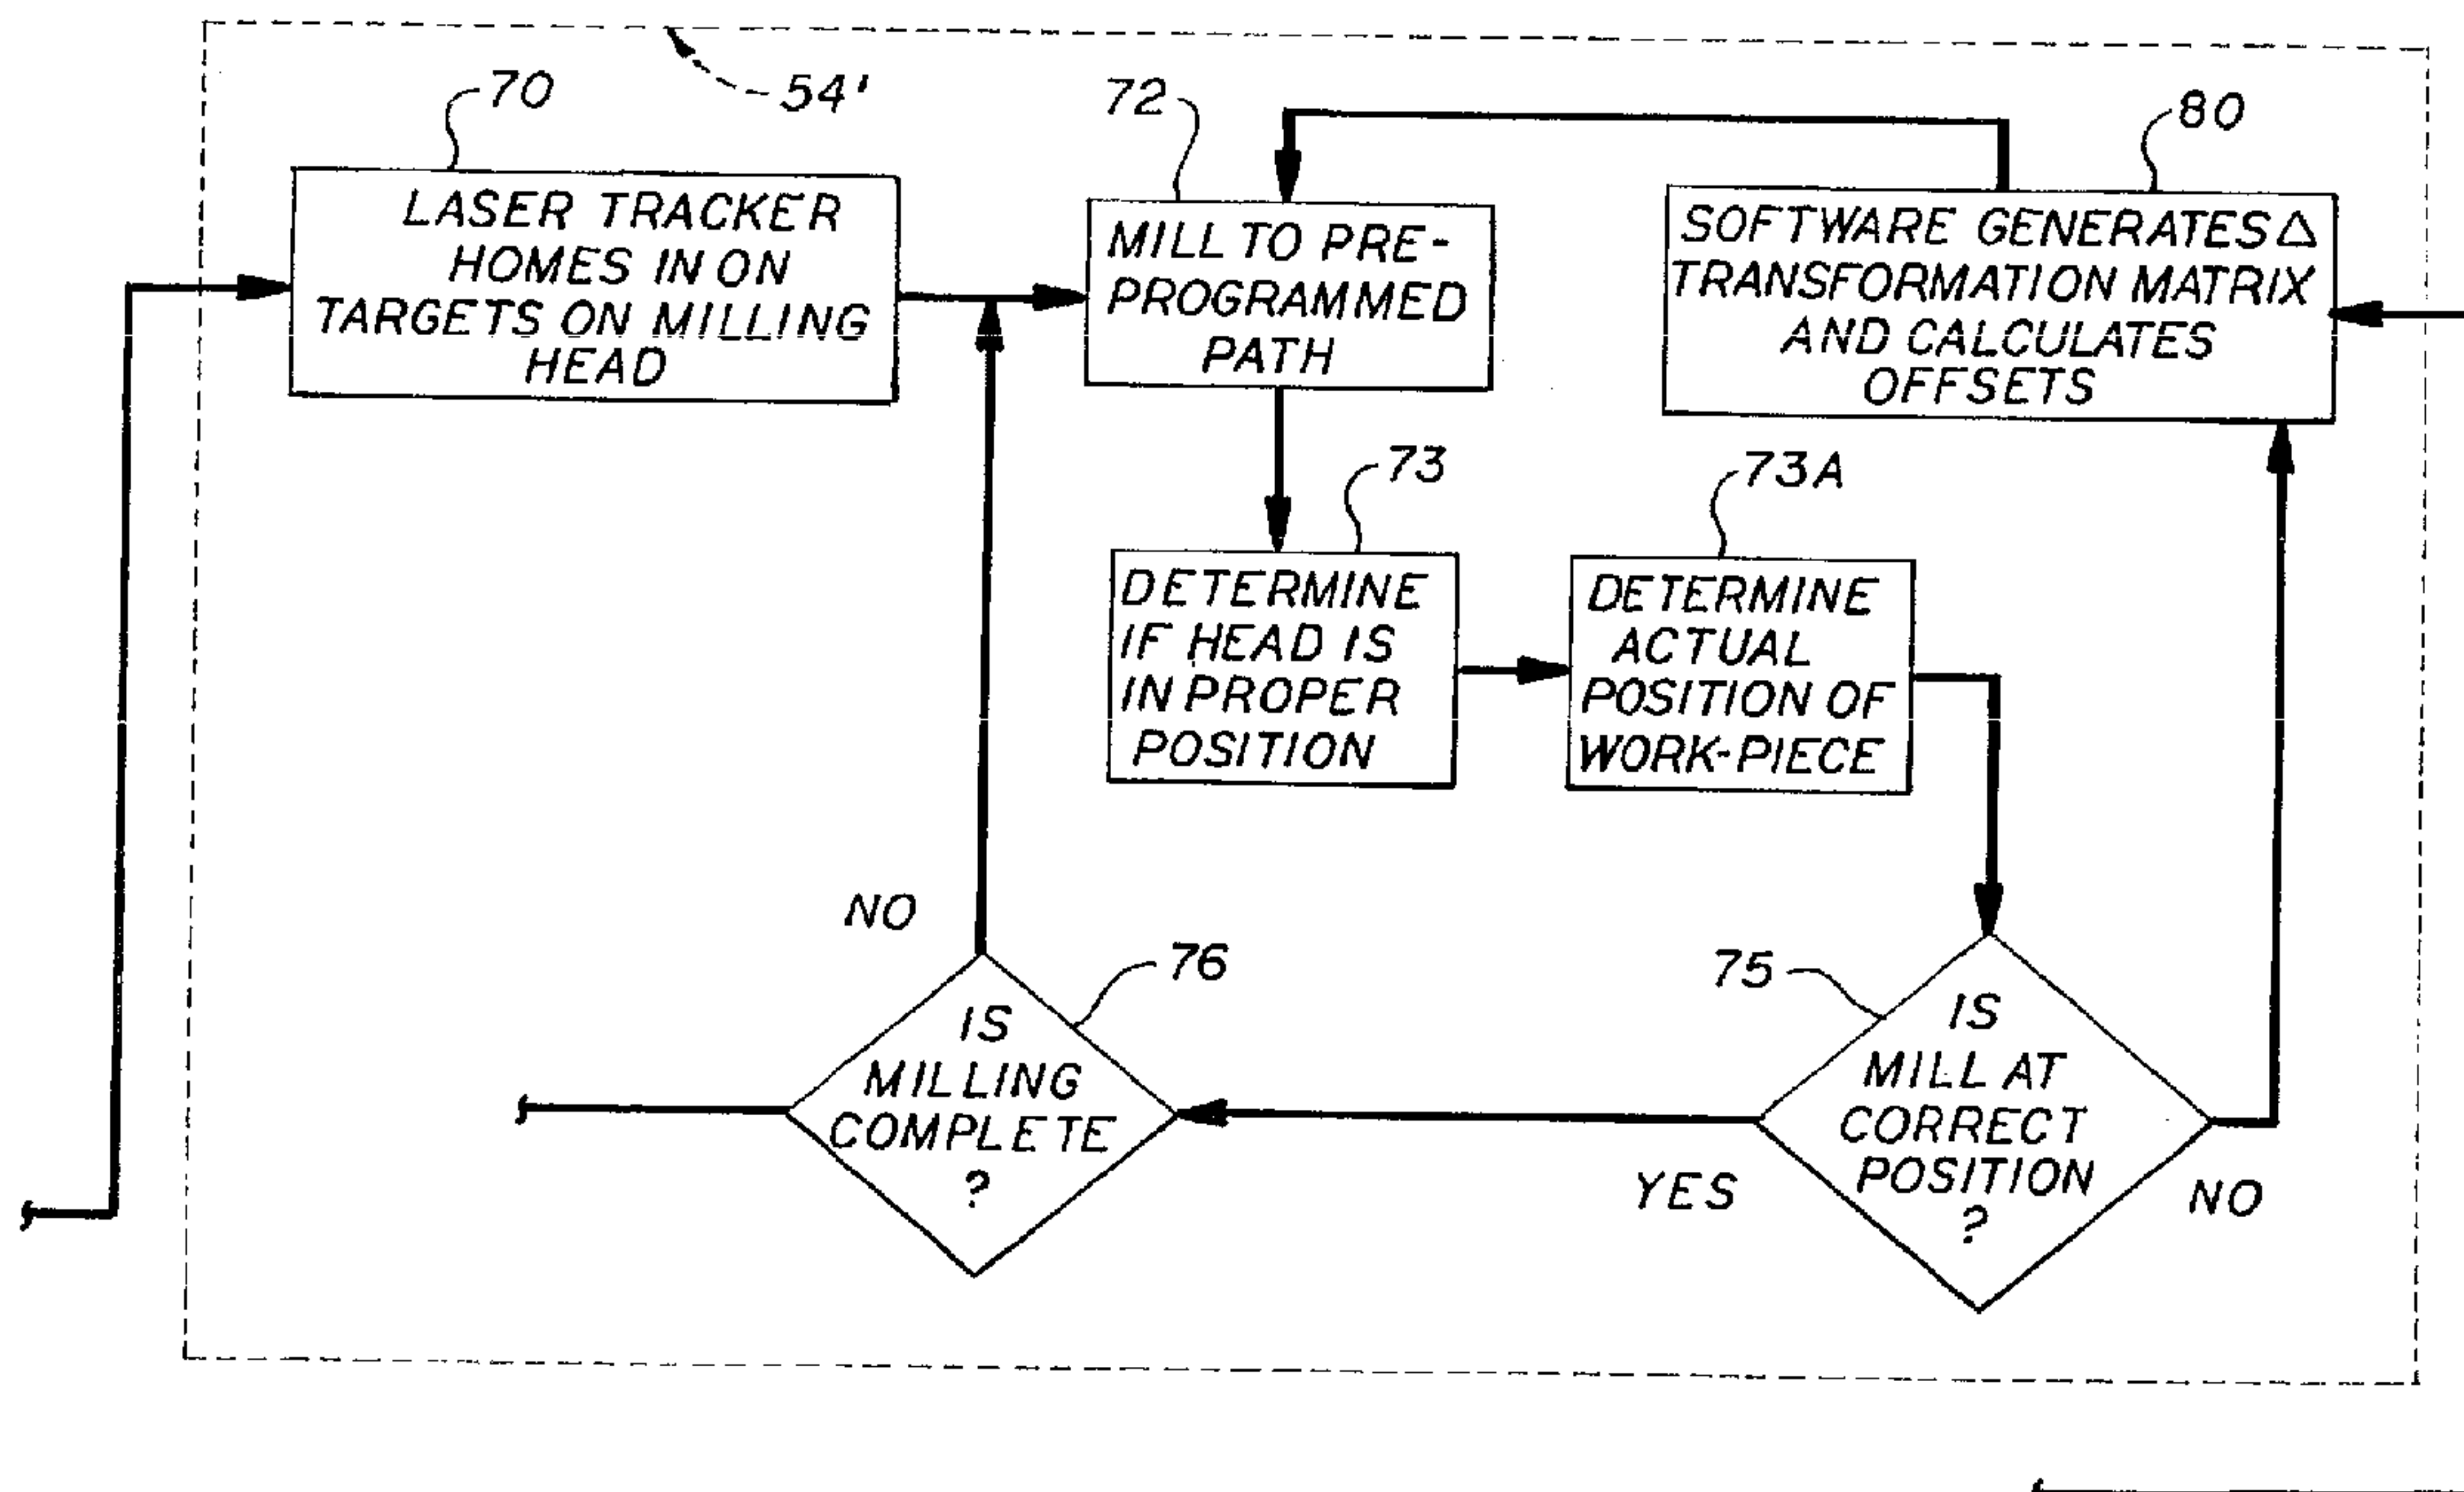 54'
70
LASER TRACKER
HOMES IN ON
TARGETS ON MILLING
HEAD
72
MILL TO PRE-
PROGRAMMED
PATH
80
SOFTWARE GENERATES Δ
TRANSFORMATION MATRIX
AND CALCULATES
OFFSETS
73
DETERMINE
IF HEAD IS
IN PROPER
POSITION
73A
DETERMINE
ACTUAL
POSITION OF
WORK-PIECE
NO
76
IS
MILLING
COMPLETE
?
75
IS
MILL AT
CORRECT
POSITION
?
YES
NO